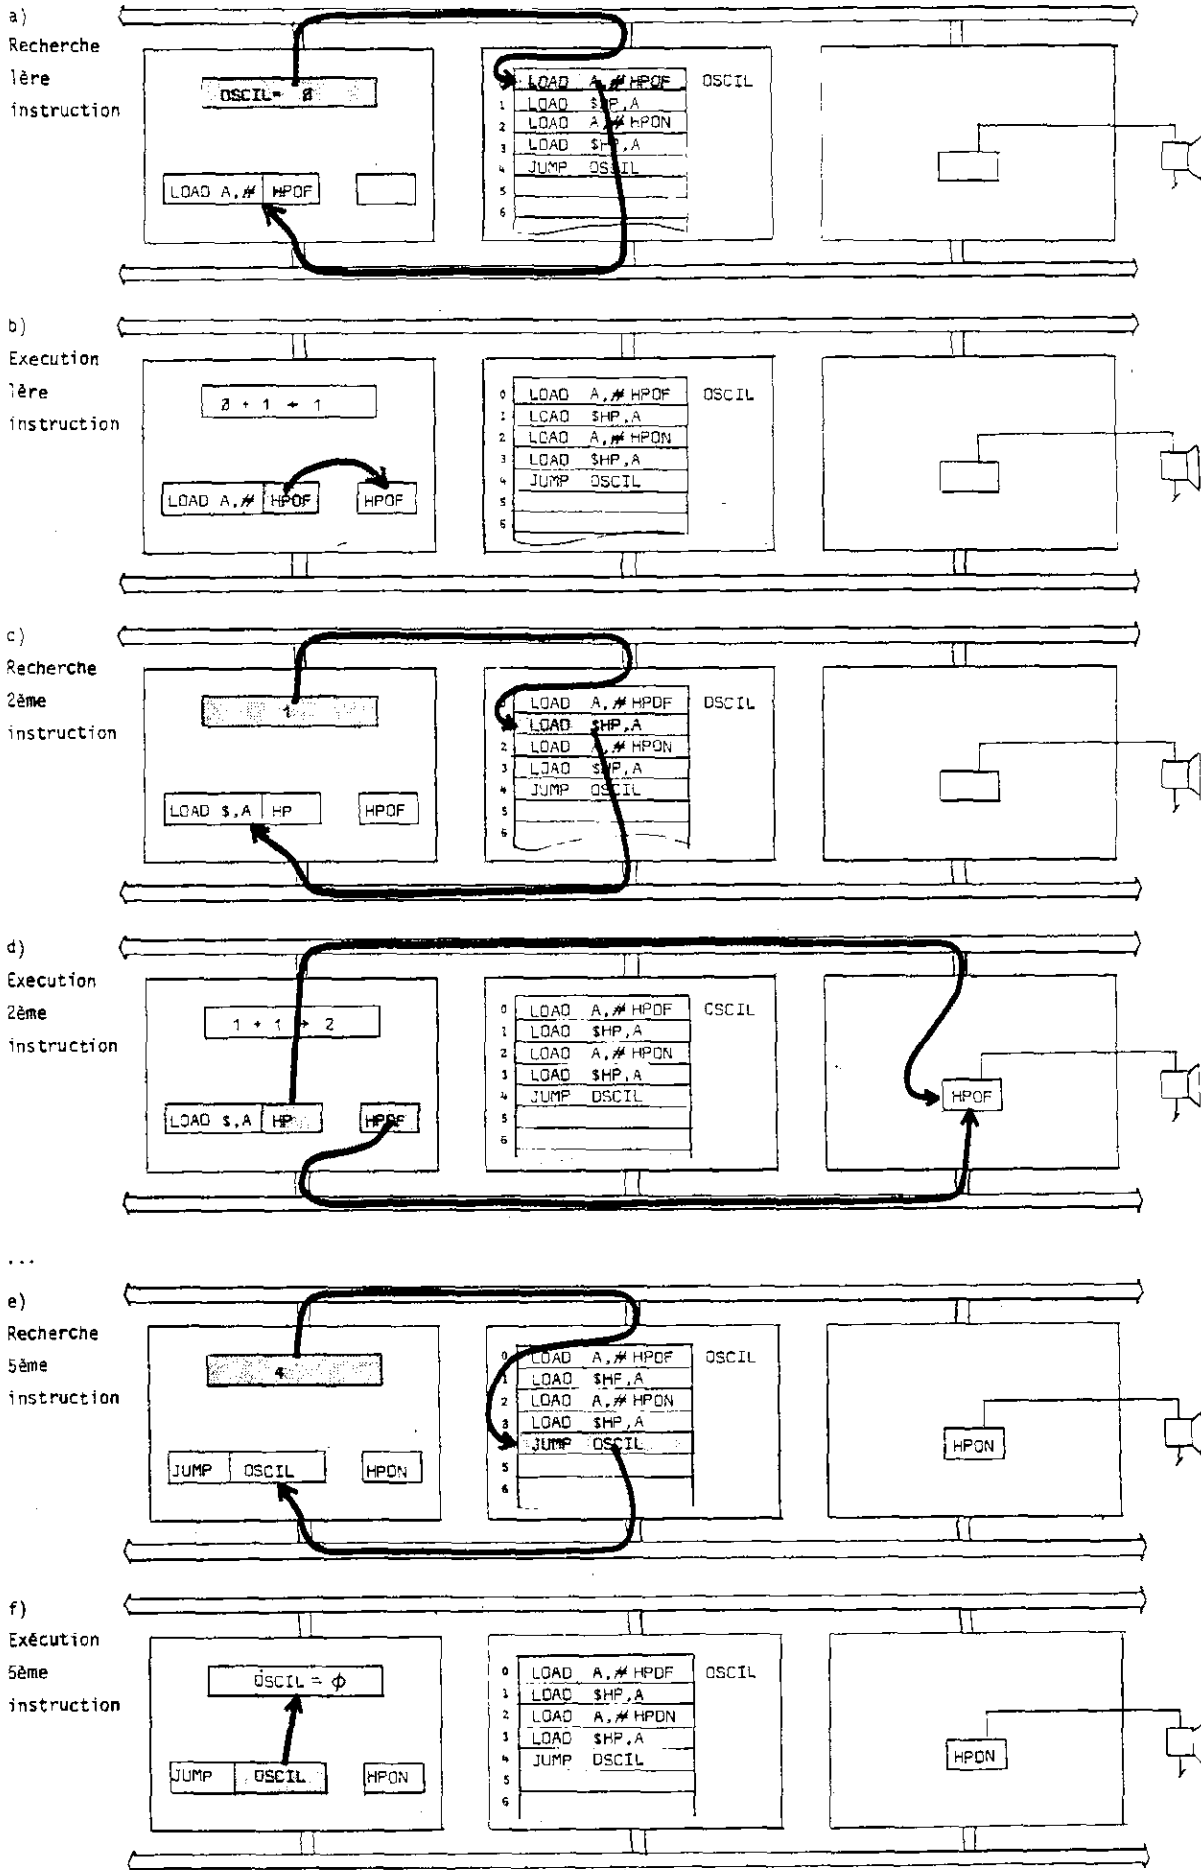 a)
Recherche
1ère
instruction
OSCIL= Ø
LOAD A,# HPOF
0 LOAD A,# HPOF OSCIL
1 LOAD $HP,A
2 LOAD A,# HPON
3 LOAD $HP,A
4 JUMP OSCIL
5
6
b)
Execution
1ère
instruction
Ø + 1 → 1
LOAD A,# HPOF HPOF
0 LOAD A,# HPOF OSCIL
1 LOAD $HP,A
2 LOAD A,# HPON
3 LOAD $HP,A
4 JUMP OSCIL
5
6
c)
Recherche
2ème
instruction
1
LOAD $,A HP HPOF
LOAD A,# HPOF OSCIL
LOAD $HP,A
2 LOAD A,# HPON
3 LOAD $HP,A
4 JUMP OSCIL
5
6
d)
Execution
2ème
instruction
1 + 1 → 2
LOAD $,A HP HPOF
0 LOAD A,# HPOF OSCIL
1 LOAD $HP,A
2 LOAD A,# HPON
3 LOAD $HP,A
4 JUMP OSCIL
5
6
HPOF
...
e)
Recherche
5ème
instruction
4
JUMP OSCIL HPON
0 LOAD A,# HPOF OSCIL
1 LOAD $HP,A
2 LOAD A,# HPON
3 LOAD $HP,A
JUMP OSCIL
5
6
HPON
f)
Exécution
5ème
instruction
OSCIL = ϕ
JUMP OSCIL HPON
0 LOAD A,# HPOF OSCIL
1 LOAD $HP,A
2 LOAD A,# HPON
3 LOAD $HP,A
4 JUMP OSCIL
5
6
HPON